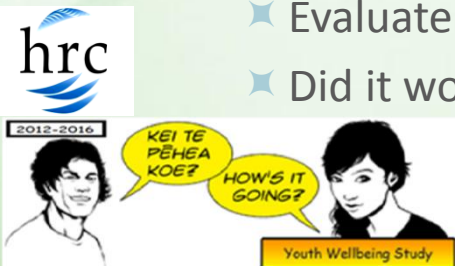 hrc
Evaluate
Did it wo
2012-2016
KEI TE
PĒHEA
KOE?
HOW'S IT
GOING?
Youth Wellbeing Study